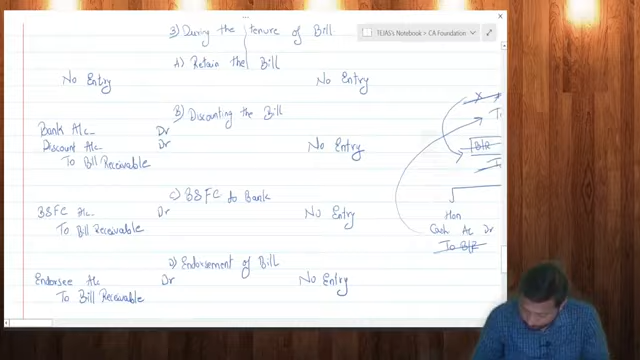 3) During the tenure of Bill
TEJAS's Notebook > CA Foundation
A) Retain the Bill
No Entry
No Entry
B) Discounting the Bill
Bank A/c Dr
Discount A/c Dr
To Bill Receivable
No Entry
C) BSFC to Bank
BSFC A/c Dr
To Bill Receivable
No Entry
D) Endorsement of Bill
Endorsee A/c Dr
To Bill Receivable
No Entry
To
B/R
Hon
Cash Ac Dr
To B/R